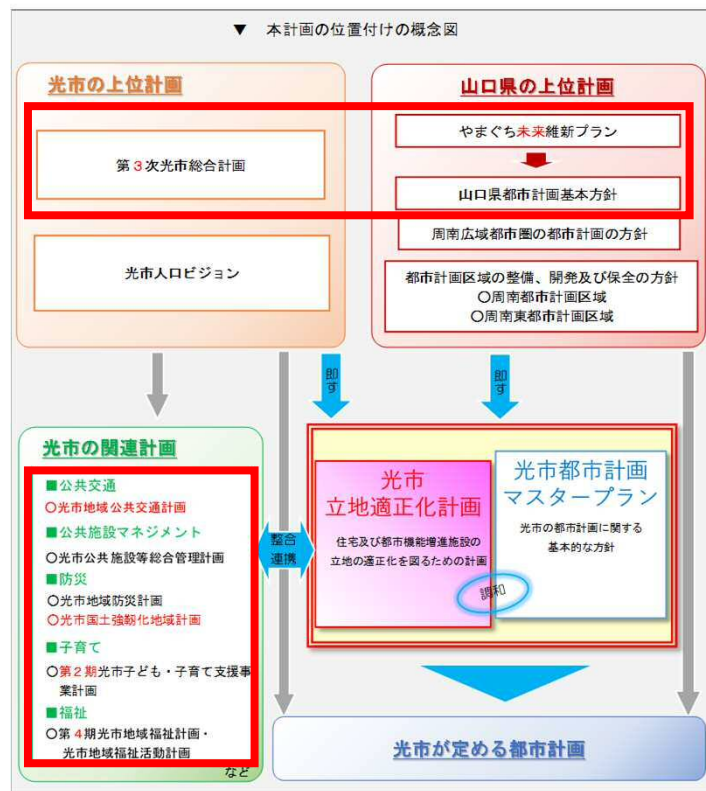 ▼ 本計画の位置付けの概念図
光市の上位計画
第3次光市総合計画
光市人口ビジョン
山口県の上位計画
やまぐち未来維新プラン
山口県都市計画基本方針
周南広域都市圏の都市計画の方針
都市計画区域の整備、開発及び保全の方針
〇周南都市計画区域
〇周南東都市計画区域
即す
即す
光市の関連計画
■公共交通
〇光市地域公共交通計画
■公共施設マネジメント
〇光市公共施設等総合管理計画
■防災
〇光市地域防災計画
〇光市国土強靱化地域計画
■子育て
〇第2期光市子ども・子育て支援事
業計画
■福祉
〇第4期光市地域福祉計画・
光市地域福祉活動計画
など
整合
連携
光市
立地適正化計画
住宅及び都市機能増進施設の
立地の適正化を図るための計画
光市都市計画
マスタープラン
光市の都市計画に関する
基本的な方針
調和
光市が定める都市計画